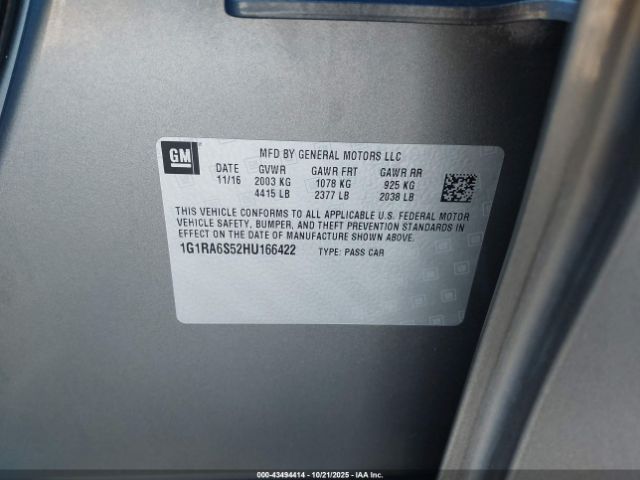 GM
MFD BY GENERAL MOTORS LLC
DATE GVWR GAWR FRT GAWR RR
11/16 2003 KG 1078 KG 925 KG
4415 LB 2377 LB 2038 LB
THIS VEHICLE CONFORMS TO ALL APPLICABLE U.S. FEDERAL MOTOR
VEHICLE SAFETY, BUMPER, AND THEFT PREVENTION STANDARDS IN
EFFECT ON THE DATE OF MANUFACTURE SHOWN ABOVE.
1G1RA6S52HU166422 TYPE: PASS CAR
000-43494414 - 10/21/2025 - IAA Inc.